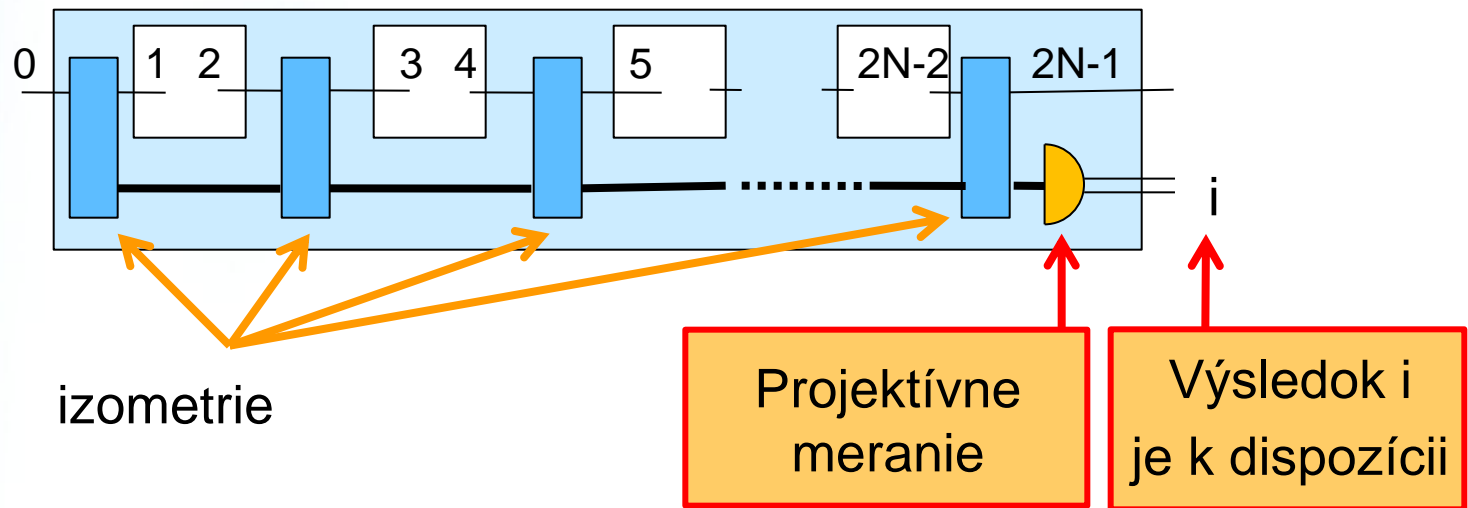 0 1 2 3 4 5 2N-2 2N-1
i
izometrie
Projektívne
meranie
Výsledok i
je k dispozícii